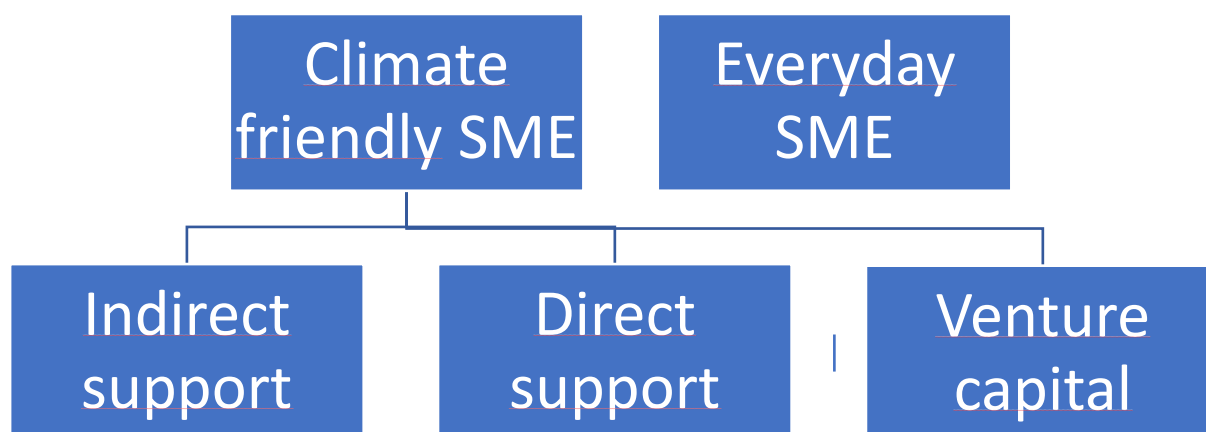 Climate
friendly SME
Everyday
SME
Indirect
support
Direct
support
Venture
capital